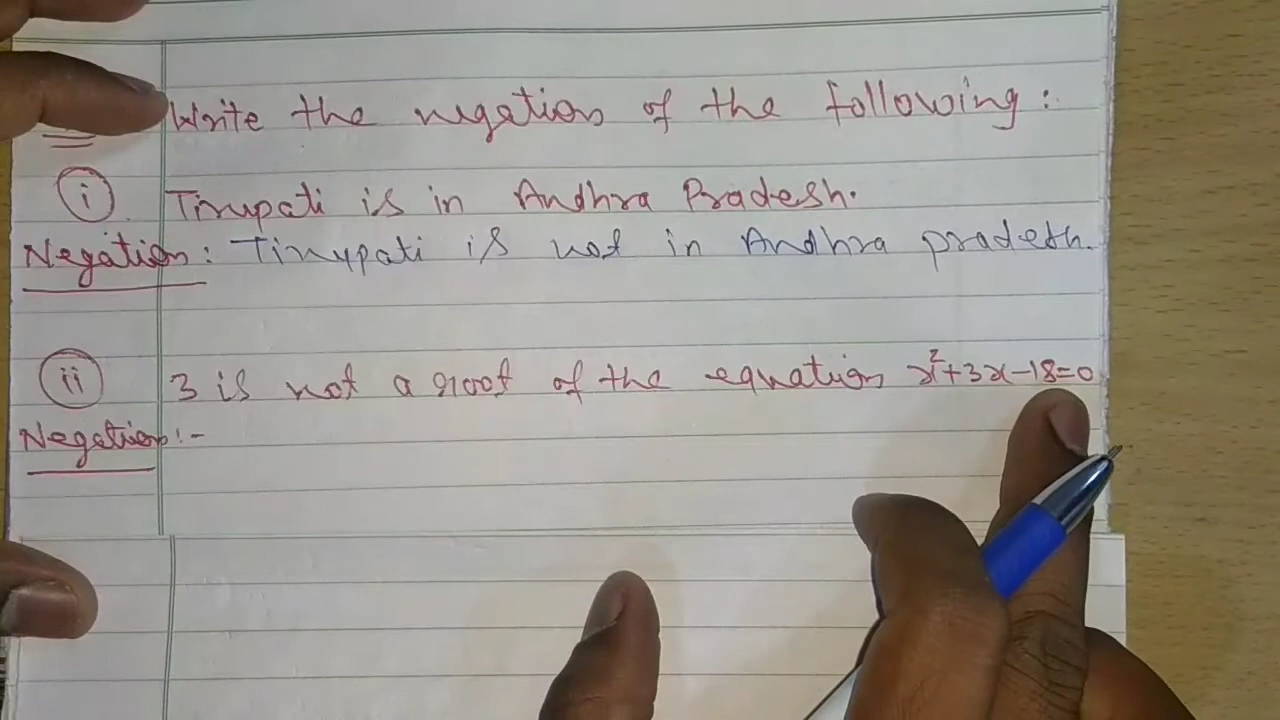 Write the negation of the following :
(i) Tirupati is in Andhra Pradesh.
Negation : Tirupati is not in Andhra pradesh.
(ii) 3 is not a root of the equation x²+3x-18=0
Negation :-